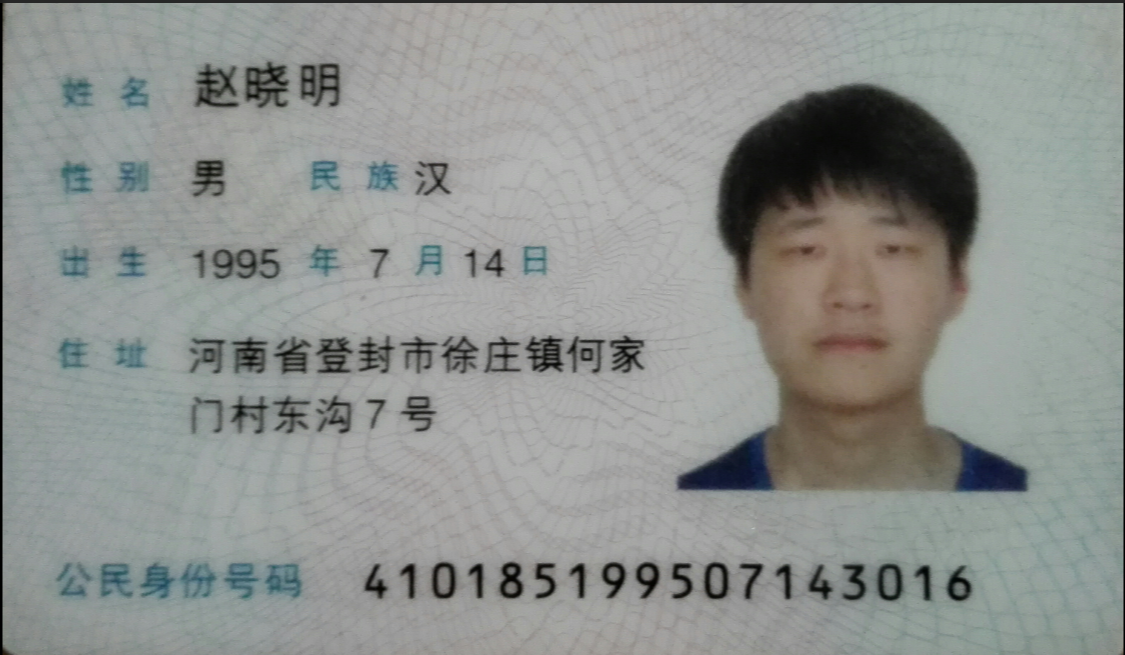 姓名 赵晓明
性别 男 民族 汉
出生 1995 年 7 月 14 日
住址 河南省登封市徐庄镇何家
门村东沟7号
公民身份号码 410185199507143016